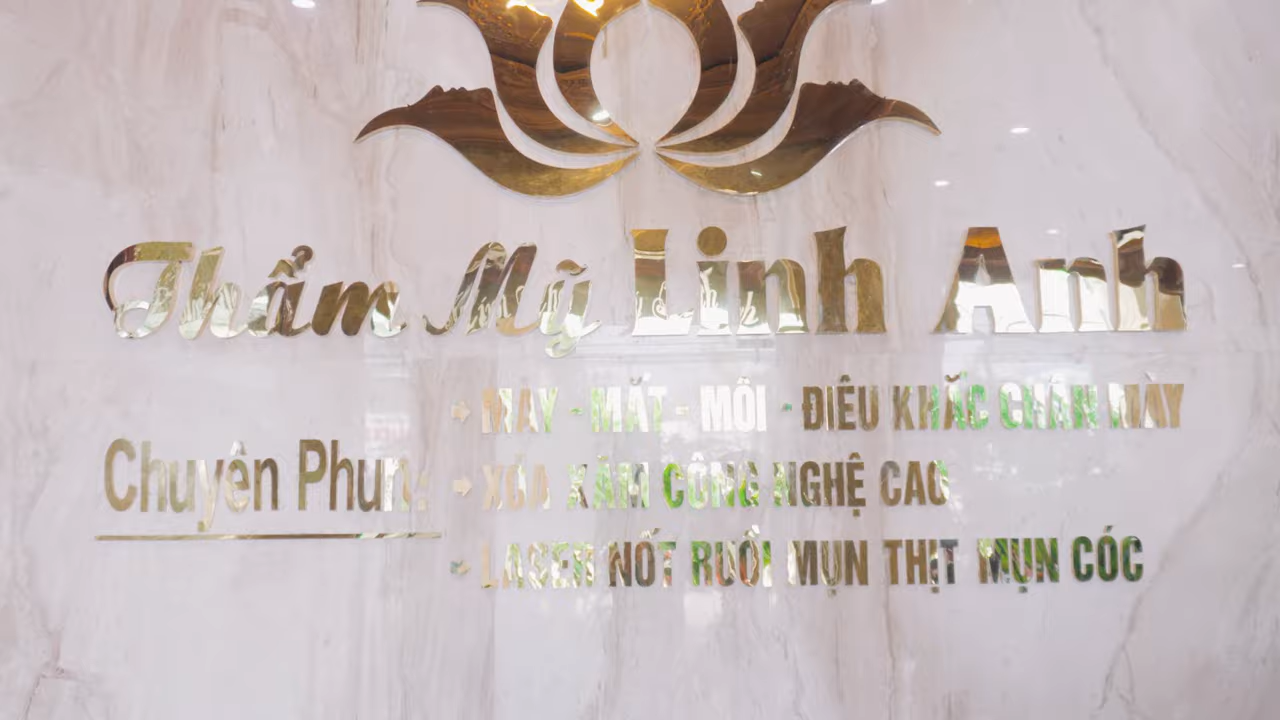 Thẩm Mỹ Linh Anh
Chuyên Phun:
MÀY - MẮT - MÔI - ĐIÊU KHẮC CHÂN MÀY
XÓA XĂM CÔNG NGHỆ CAO
LASER NỐT RUỒI MỤN THỊT MỤN CÓC